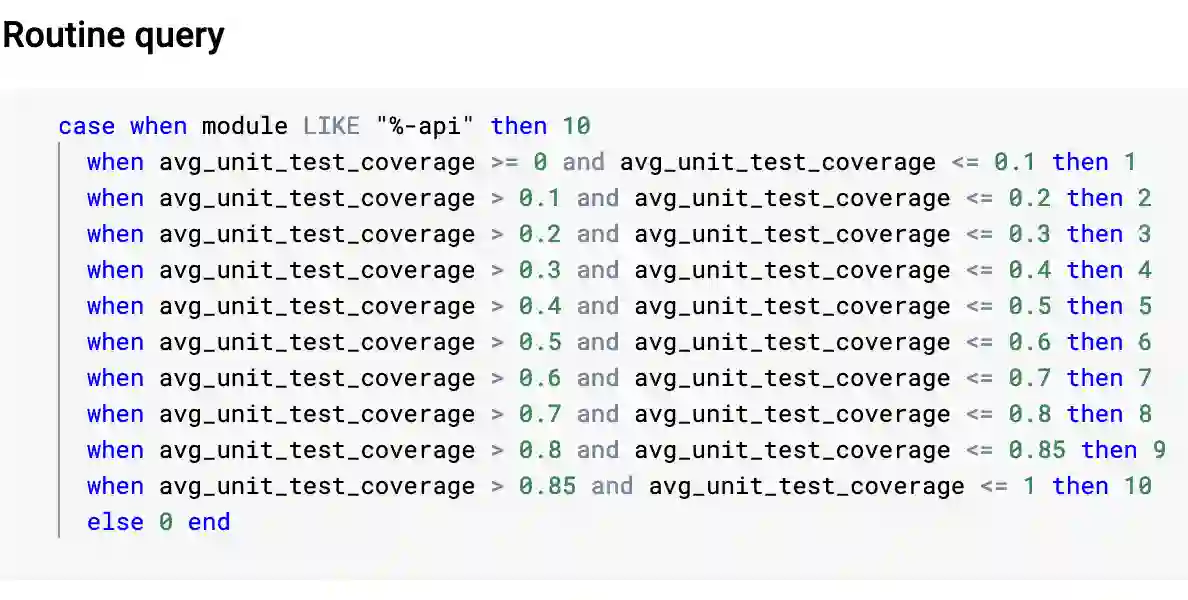 Routine query
case when module LIKE "%-api" then 10
when avg_unit_test_coverage >= 0 and avg_unit_test_coverage <= 0.1 then 1
when avg_unit_test_coverage > 0.1 and avg_unit_test_coverage <= 0.2 then 2
when avg_unit_test_coverage > 0.2 and avg_unit_test_coverage <= 0.3 then 3
when avg_unit_test_coverage > 0.3 and avg_unit_test_coverage <= 0.4 then 4
when avg_unit_test_coverage > 0.4 and avg_unit_test_coverage <= 0.5 then 5
when avg_unit_test_coverage > 0.5 and avg_unit_test_coverage <= 0.6 then 6
when avg_unit_test_coverage > 0.6 and avg_unit_test_coverage <= 0.7 then 7
when avg_unit_test_coverage > 0.7 and avg_unit_test_coverage <= 0.8 then 8
when avg_unit_test_coverage > 0.8 and avg_unit_test_coverage <= 0.85 then 9
when avg_unit_test_coverage > 0.85 and avg_unit_test_coverage <= 1 then 10
else 0 end